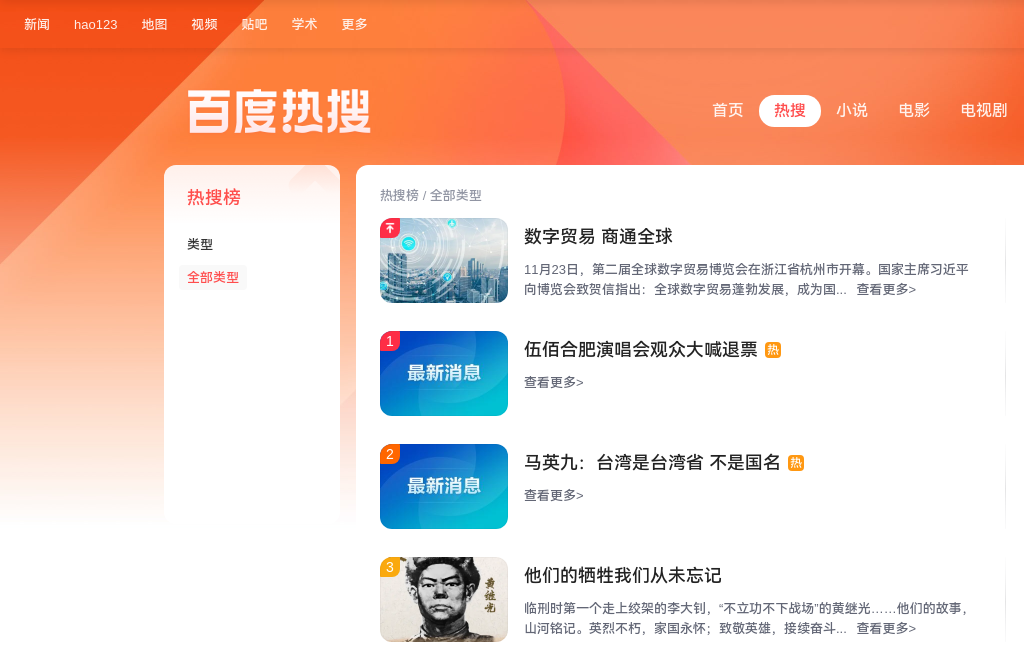 新闻 hao123 地图 视频 贴吧 学术 更多
百度热搜
首页 热搜 小说 电影 电视剧
热搜榜
类型
全部类型
热搜榜 / 全部类型
数字贸易 商通全球
11月23日，第二届全球数字贸易博览会在浙江省杭州市开幕。国家主席习近平
向博览会致贺信指出：全球数字贸易蓬勃发展，成为国... 查看更多>
1
最新消息
伍佰合肥演唱会观众大喊退票 热
查看更多>
2
最新消息
马英九：台湾是台湾省 不是国名 热
查看更多>
3
黄继光
他们的牺牲我们从未忘记
临刑时第一个走上绞架的李大钊，“不立功不下战场”的黄继光……他们的故事，
山河铭记。英烈不朽，家国永怀；致敬英雄，接续奋斗... 查看更多>